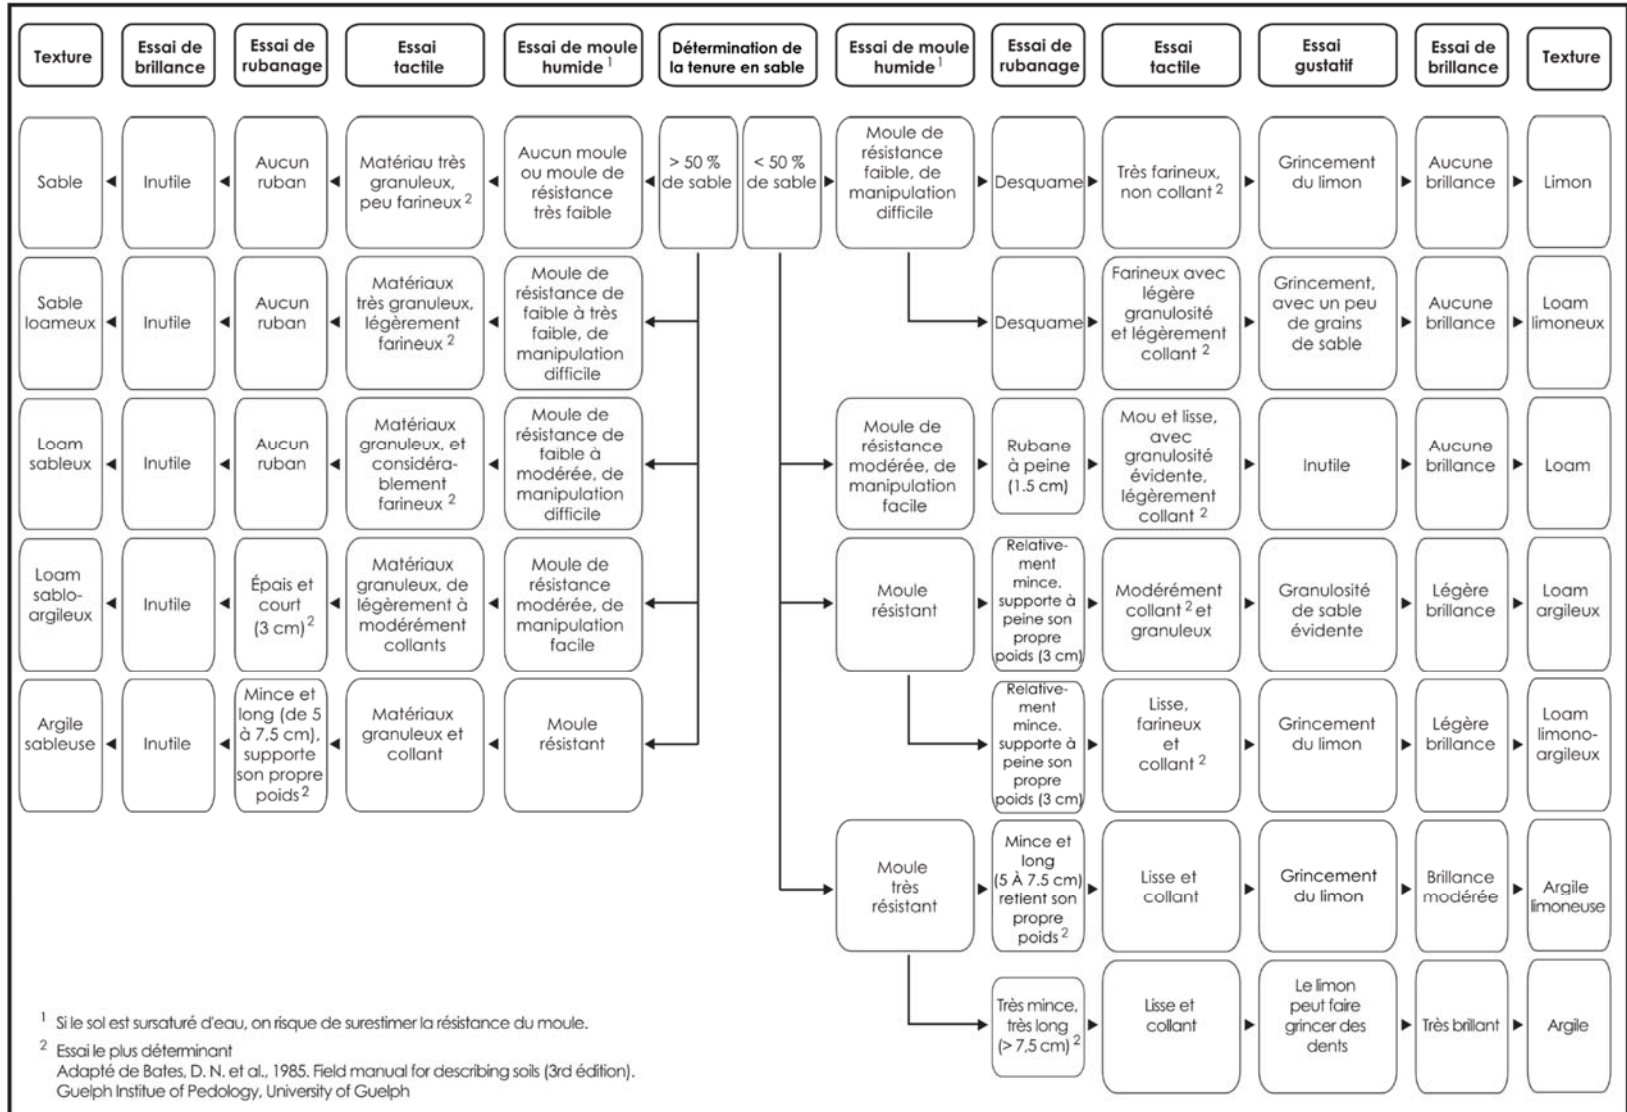 Texture
Essai de
brillance
Essai de
rubanage
Essai
tactile
Essai de moule
humide 1
Détermination de
la tenure en sable
Essai de moule
humide 1
Essai de
rubanage
Essai
tactile
Essai
gustatif
Essai de
brillance
Texture
Sable
Inutile
Aucun
ruban
Matériau très
granuleux,
peu farineux 2
Aucun moule
ou moule de
résistance
très faible
> 50 %
de sable
< 50 %
de sable
Moule de
résistance
faible, de
manipulation
difficile
Desquame
Très farineux,
non collant 2
Grincement
du limon
Aucune
brillance
Limon
Sable
loameux
Inutile
Aucun
ruban
Matériaux
très granuleux,
légèrement
farineux 2
Moule de
résistance de
faible à très
faible, de
manipulation
difficile
Desquame
Farineux avec
légère
granulosité
et légèrement
collant 2
Grincement,
avec un peu
de grains
de sable
Aucune
brillance
Loam
limoneux
Loam
sableux
Inutile
Aucun
ruban
Matériaux
granuleux, et
considéra-
blement
farineux 2
Moule de
résistance de
faible à
modérée, de
manipulation
difficile
Moule de
résistance
modérée, de
manipulation
facile
Rubane
à peine
(1.5 cm)
Mou et lisse,
avec
granulosité
évidente,
légèrement
collant 2
Inutile
Aucune
brillance
Loam
Loam
sablo-
argileux
Inutile
Épais et
court
(3 cm) 2
Matériaux
granuleux, de
légèrement à
modérément
collants
Moule de
résistance
modérée, de
manipulation
facile
Moule
résistant
Relative-
ment
mince.
supporte à
peine son
propre
poids (3 cm)
Modérément
collant 2 et
granuleux
Granulosité
de sable
évidente
Légère
brillance
Loam
argileux
Argile
sableuse
Inutile
Mince et
long (de 5
à 7,5 cm),
supporte
son propre
poids 2
Matériaux
granuleux et
collant
Moule
résistant
Relative-
ment
mince.
supporte à
peine son
propre
poids (3 cm)
Lisse,
farineux
et
collant 2
Grincement
du limon
Légère
brillance
Loam
limono-
argileux
Moule
très
résistant
Mince et
long
(5 À 7.5 cm)
retient son
propre
poids 2
Lisse et
collant
Grincement
du limon
Brillance
modérée
Argile
limoneuse
Très mince,
très long
(> 7,5 cm) 2
Lisse et
collant
Le limon
peut faire
grincer des
dents
Très brillant
Argile
1 Si le sol est sursaturé d'eau, on risque de surestimer la résistance du moule.
2 Essai le plus déterminant
Adapté de Bates, D. N. et al., 1985. Field manual for describing soils (3rd édition).
Guelph Institue of Pedology, University of Guelph